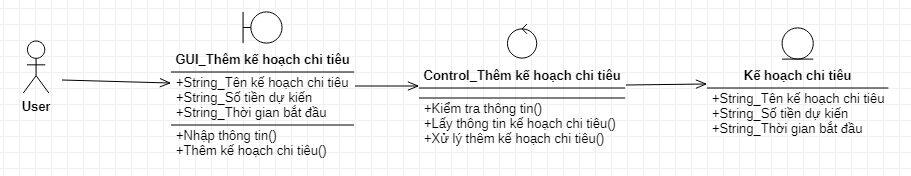 User
GUI_Thêm kế hoạch chi tiêu
+String_Tên kế hoạch chi tiêu
+String_Số tiền dự kiến
+String_Thời gian bắt đầu
+Nhập thông tin()
+Thêm kế hoạch chi tiêu()
Control_Thêm kế hoạch chi tiêu
+Kiểm tra thông tin()
+Lấy thông tin kế hoạch chi tiêu()
+Xử lý thêm kế hoạch chi tiêu()
Kế hoạch chi tiêu
+String_Tên kế hoạch chi tiêu
+String_Số tiền dự kiến
+String_Thời gian bắt đầu